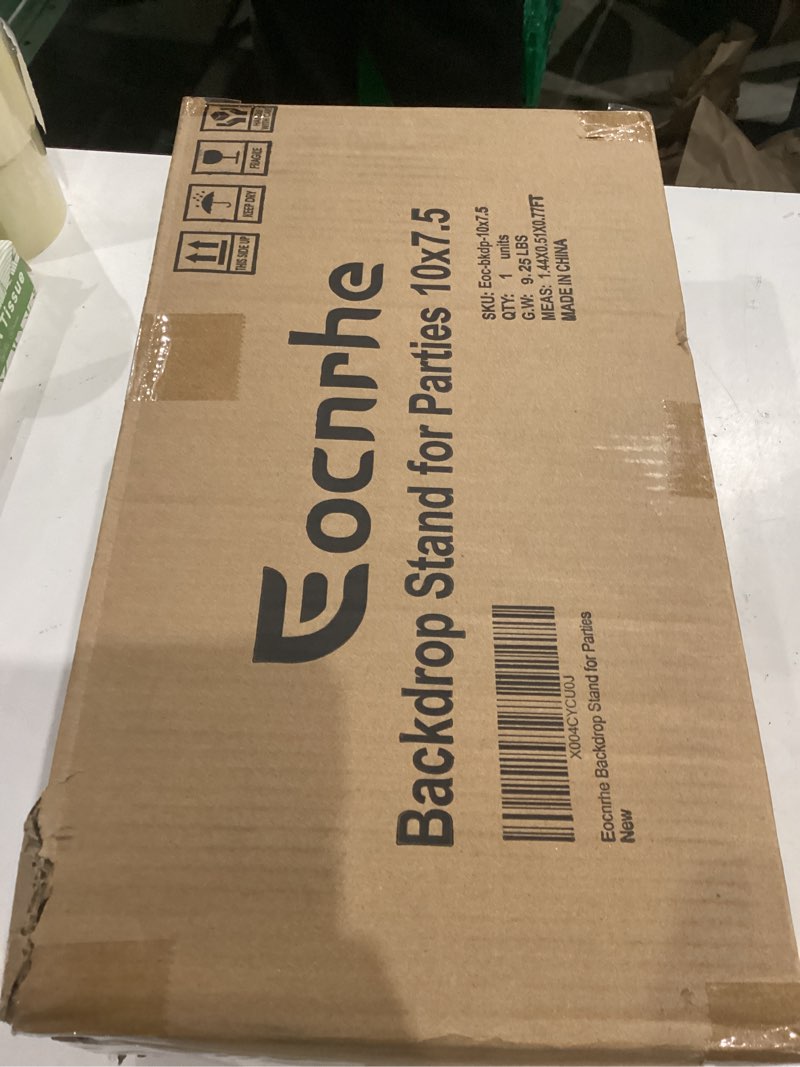 Eocnrhe
Backdrop Stand for Parties 10x7.5
SKU: Eoc-bkdp-10x7.5
QTY: 1 units
G.W: 9.25 LBS
MEAS: 1.44X0.51X0.77FT
MADE IN CHINA
X004CYCU0J
Eocnrhe Backdrop Stand for Parties
New
THIS SIDE UP
KEEP DRY
FRAGILE
Tissue